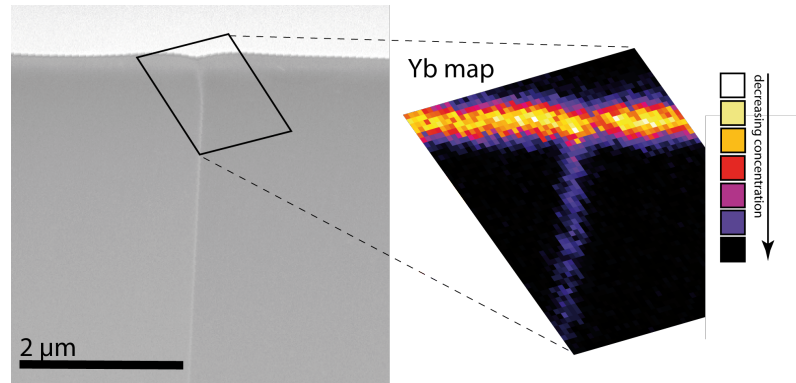 Yb map
decreasing concentration
2 μm